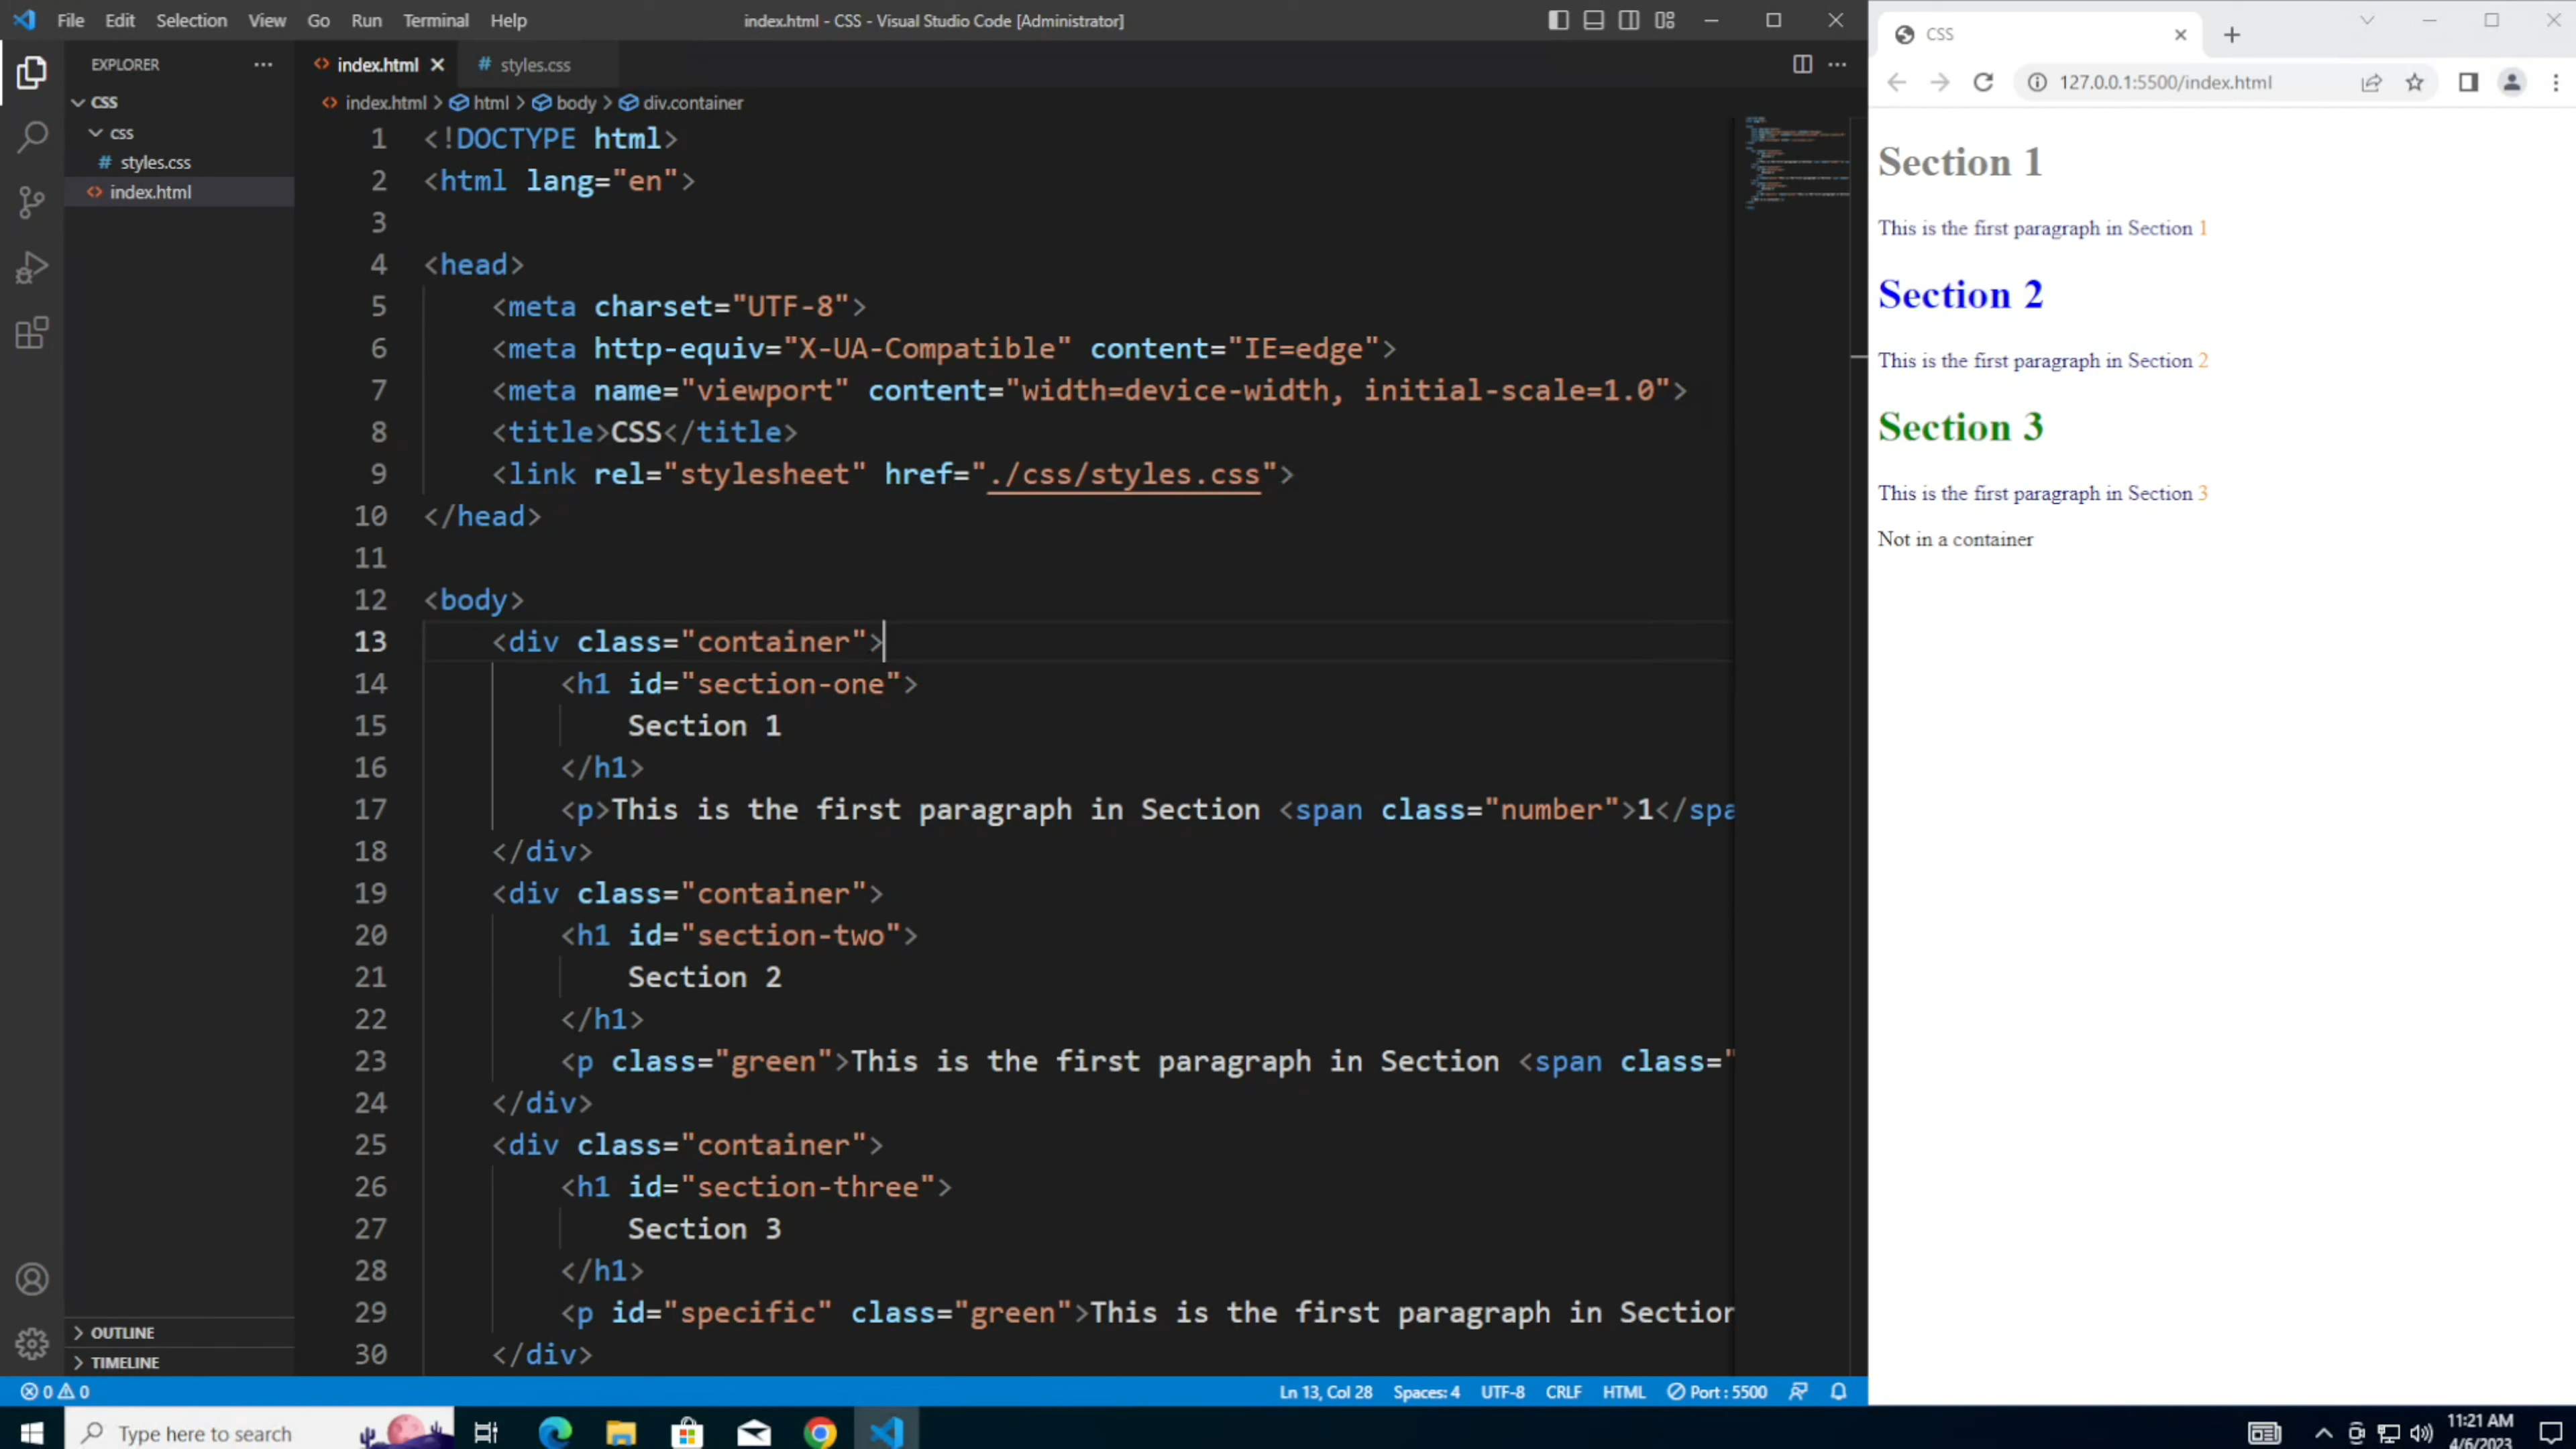 File Edit Selection View Go Run Terminal Help
index.html - CSS - Visual Studio Code [Administrator]
EXPLORER
CSS
css
# styles.css
<> index.html
OUTLINE
TIMELINE
<> index.html
# styles.css
<> index.html > html > body > div.container
1 <!DOCTYPE html>
2 <html lang="en">
3
4 <head>
5 <meta charset="UTF-8">
6 <meta http-equiv="X-UA-Compatible" content="IE=edge">
7 <meta name="viewport" content="width=device-width, initial-scale=1.0">
8 <title>CSS</title>
9 <link rel="stylesheet" href="./css/styles.css">
10 </head>
11
12 <body>
13 <div class="container">
14 <h1 id="section-one">
15 Section 1
16 </h1>
17 <p>This is the first paragraph in Section <span class="number">1</spa
18 </div>
19 <div class="container">
20 <h1 id="section-two">
21 Section 2
22 </h1>
23 <p class="green">This is the first paragraph in Section <span class="
24 </div>
25 <div class="container">
26 <h1 id="section-three">
27 Section 3
28 </h1>
29 <p id="specific" class="green">This is the first paragraph in Section
30 </div>
0 0
Ln 13, Col 28 Spaces: 4 UTF-8 CRLF HTML Port : 5500
CSS
127.0.0.1:5500/index.html
Section 1
This is the first paragraph in Section 1
Section 2
This is the first paragraph in Section 2
Section 3
This is the first paragraph in Section 3
Not in a container
Type here to search
11:21 AM
4/6/2023